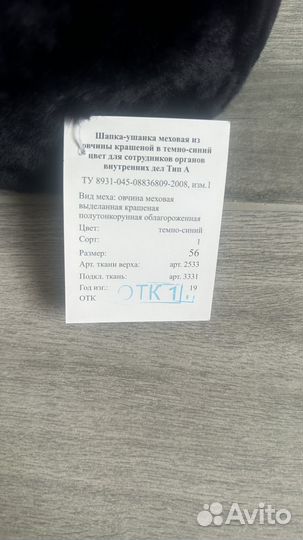 Шапка-ушанка меховая из
овчины крашеной в темно-синий
цвет для сотрудников органов
внутренних дел Тип А
ТУ 8931-045-08836809-2008, изм.1
Вид меха: овчина меховая
выделанная крашеная
полутонкорунная облагороженная
Цвет: темно-синий
Сорт: 1
Размер: 56
Арт. ткани верха: арт. 2533
Подкл. ткань: арт. 3331
Год изг.: 19
ОТК ОТК 1
Avito